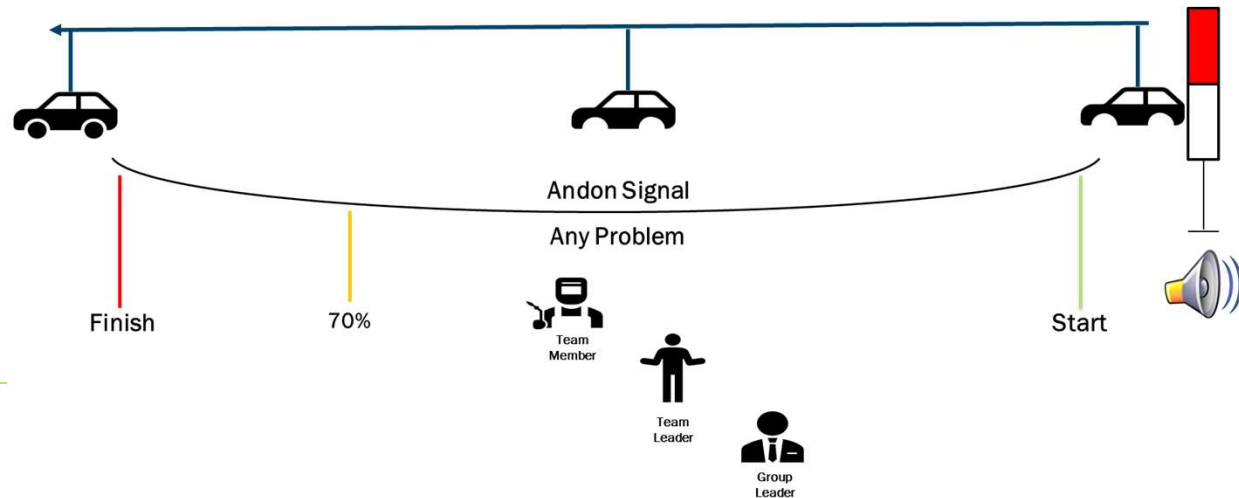 Andon Signal
Any Problem
Finish
70%
Start
Team
Member
Team
Leader
Group
Leader